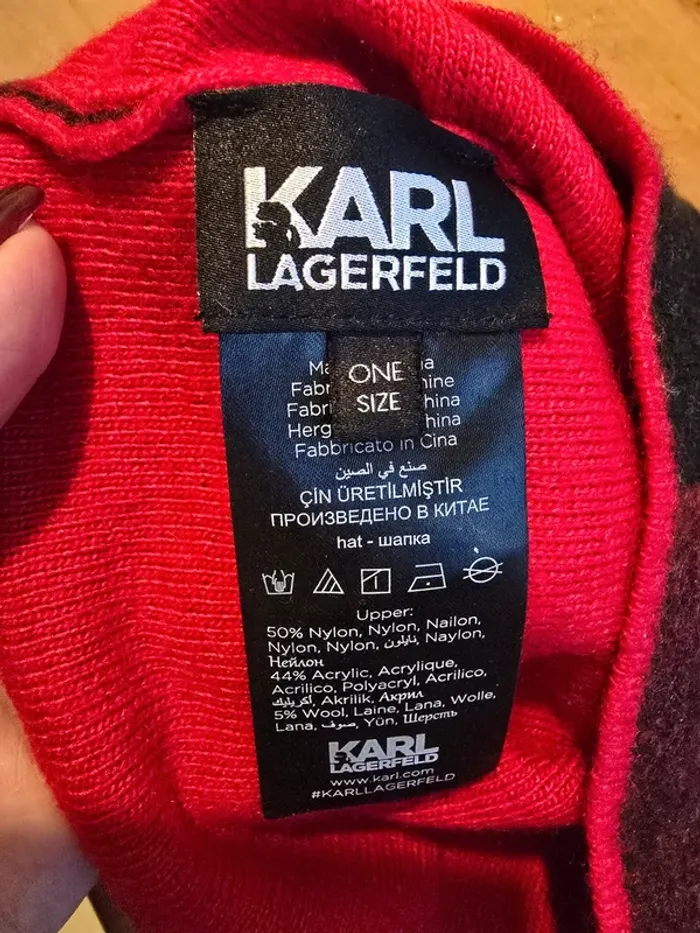 KARL
LAGERFELD
ONE
SIZE
Fabbricato in Cina
صنع في الصين
ÇİN ÜRETİLMİŞTİR
ПРОИЗВЕДЕНО В КИТАЕ
hat - шапка
Upper:
50% Nylon, Nylon, Nailon,
Nylon, Nylon, نايلون, Naylon,
Нейлон
44% Acrylic, Acrylique,
Acrilico, Polyacryl, Acrilico,
أكريليك, Akrilik, Акрил
5% Wool, Laine, Lana, Wolle,
Lana, صوف, Yün, Шерсть
KARL
LAGERFELD
www.karl.com
#KARLLAGERFELD